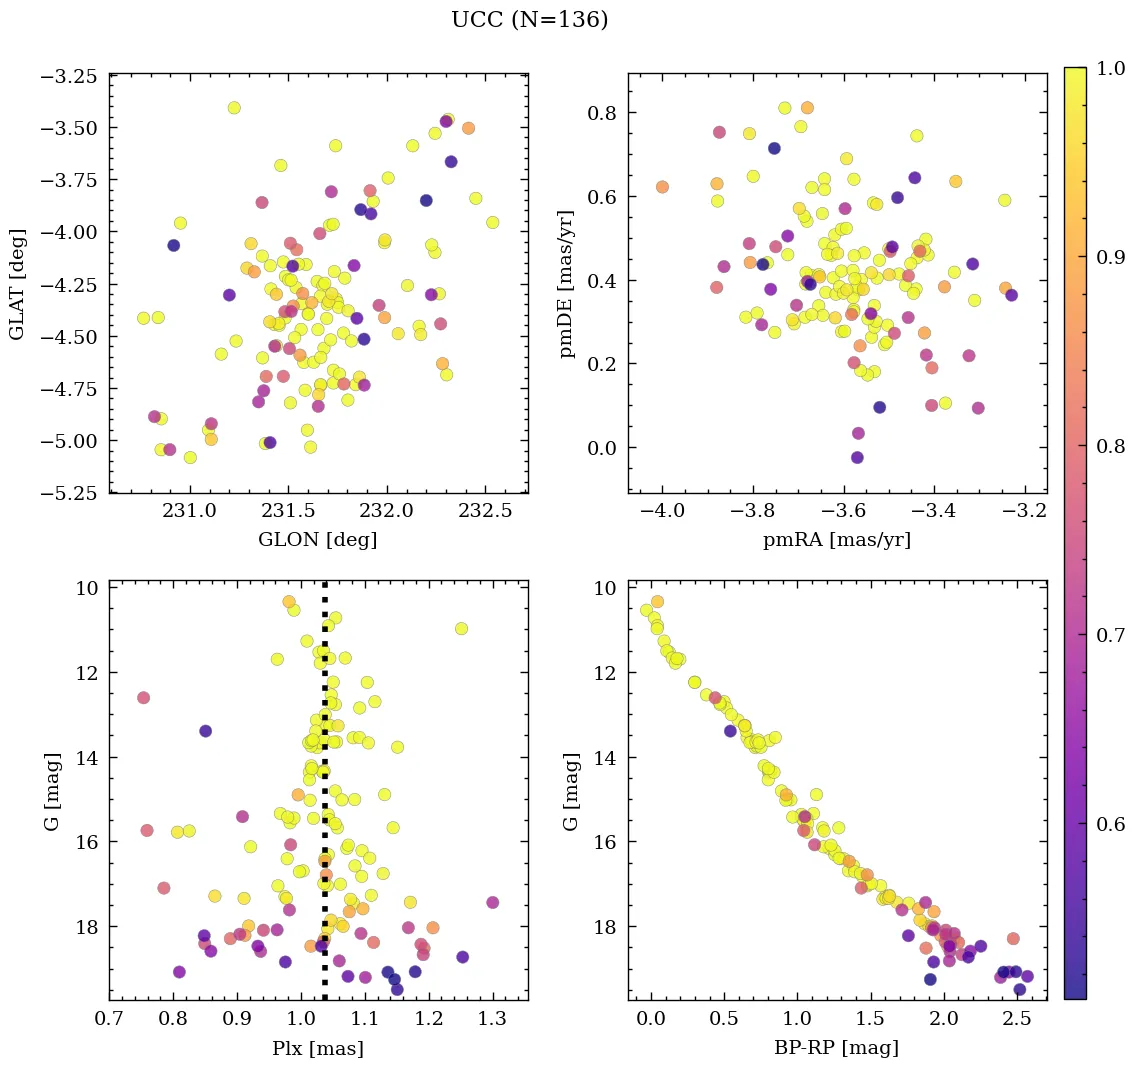 UCC (N=136)
−3.25
−3.50
−3.75
−4.00
−4.25
−4.50
−4.75
−5.00
−5.25
GLAT [deg]
231.0 231.5 232.0 232.5
GLON [deg]
0.8
0.6
0.4
0.2
0.0
pmDE [mas/yr]
−4.0 −3.8 −3.6 −3.4 −3.2
pmRA [mas/yr]
10
12
14
16
18
G [mag]
0.7 0.8 0.9 1.0 1.1 1.2 1.3
Plx [mas]
10
12
14
16
18
G [mag]
0.0 0.5 1.0 1.5 2.0 2.5
BP-RP [mag]
1.0
0.9
0.8
0.7
0.6